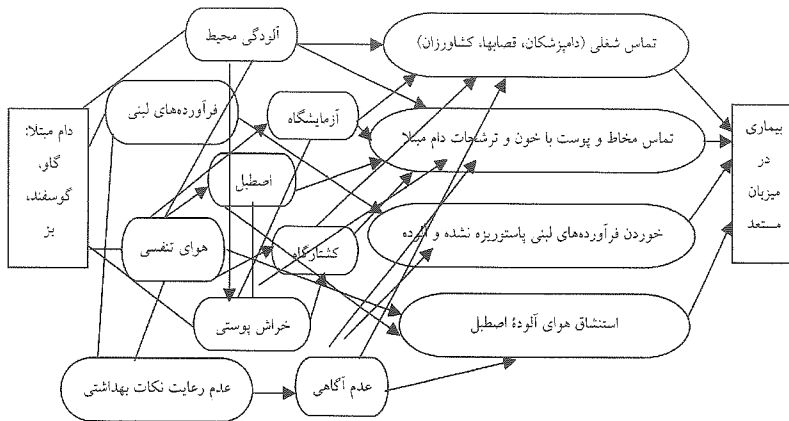 دام مبتلا:
گاو،
گوسفند،
بز
آلودگی محیط
فرآورده‌های لبنی
آزمایشگاه
اصطبل
هوای تنفسی
کشتارگاه
خراش پوستی
عدم رعایت نکات بهداشتی
عدم آگاهی
تماس شغلی (دامپزشکان، قصابها، کشاورزان)
تماس مخاط و پوست با خون و ترشحات دام مبتلا
خوردن فرآورده‌های لبنی پاستوریزه نشده و آلوده
استنشاق هوای آلودهٔ اصطبل
بیماری
در
میزبان
مستعد